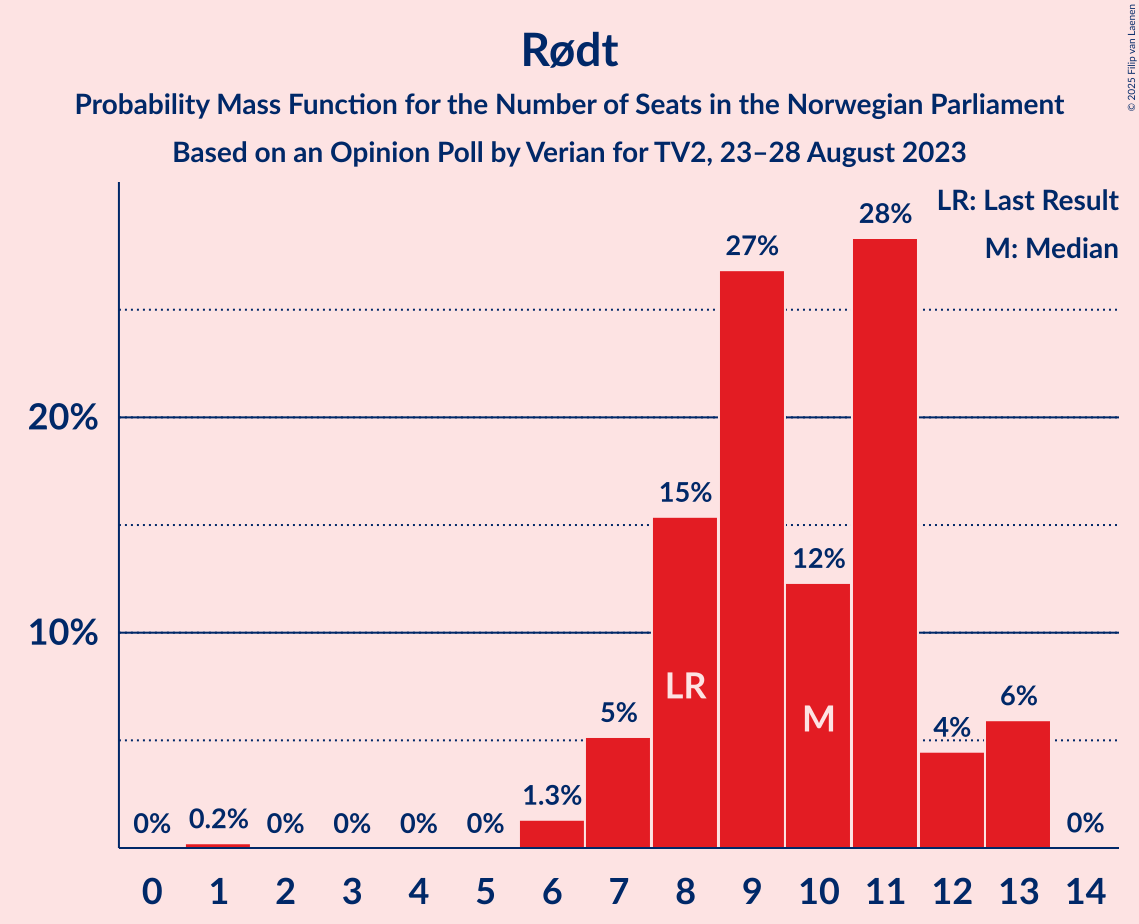 Rødt
Probability Mass Function for the Number of Seats in the Norwegian Parliament
Based on an Opinion Poll by Verian for TV2, 23–28 August 2023
© 2025 Filip van Laenen
LR: Last Result
M: Median
28%
27%
20%
15%
12%
10%
LR
M
6%
5%
4%
1.3%
0% 0.2% 0% 0% 0% 0% 0%
0 1 2 3 4 5 6 7 8 9 10 11 12 13 14